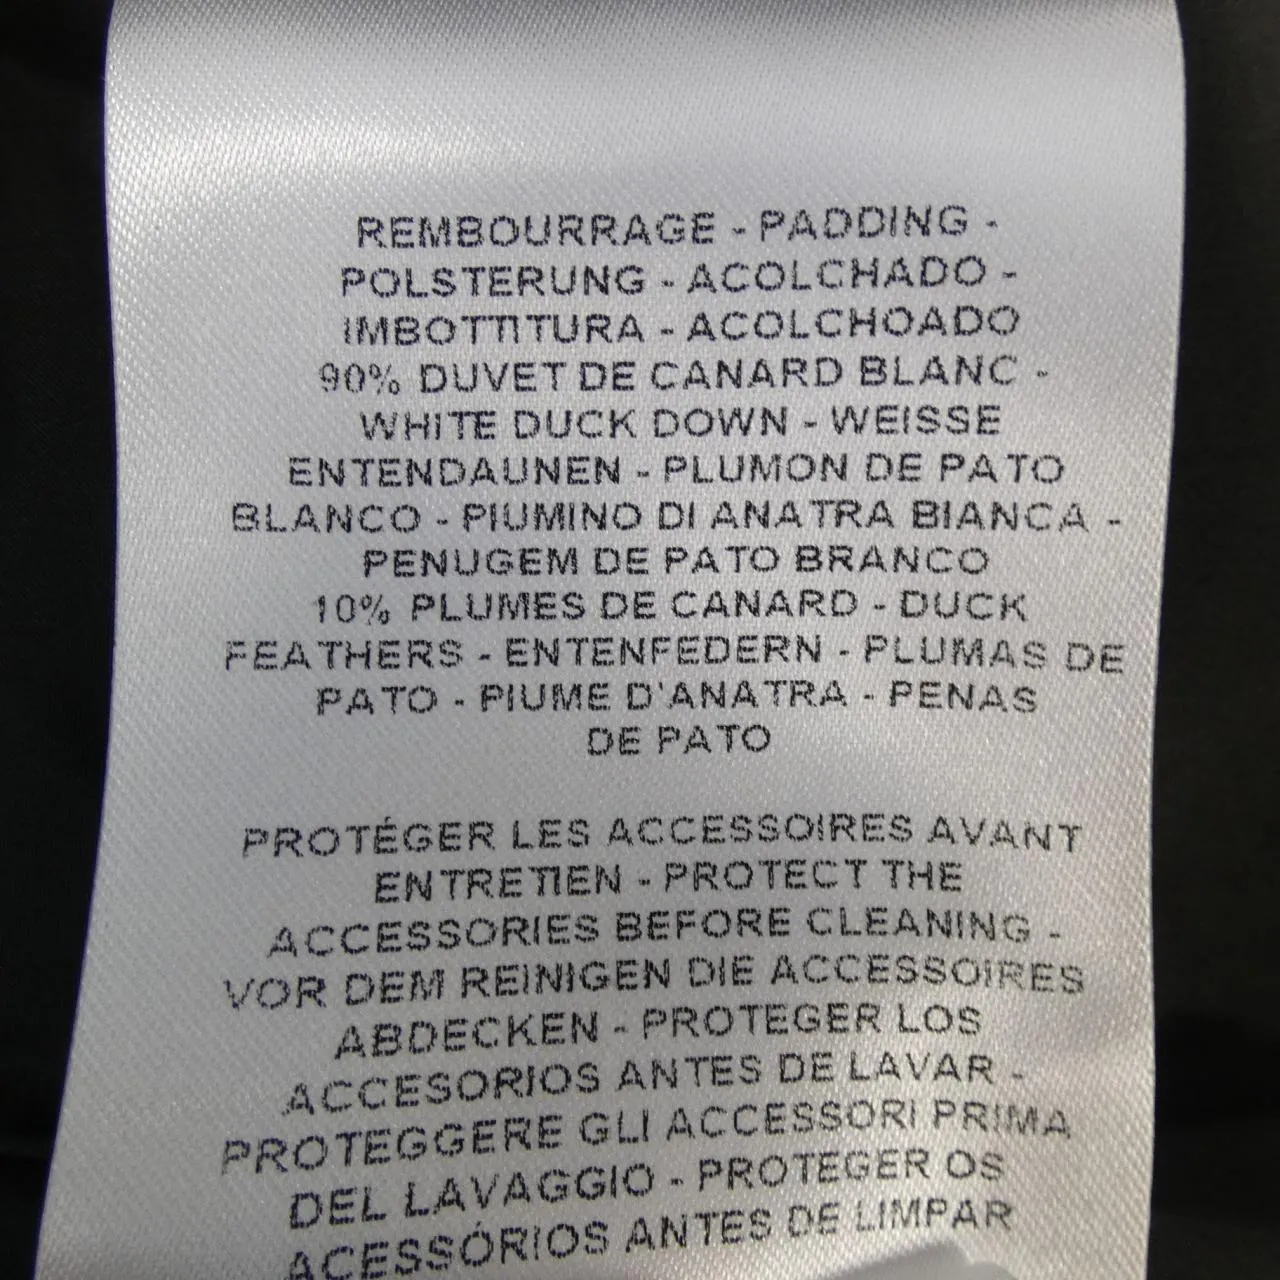 REMBOURRAGE - PADDING -
POLSTERUNG - ACOLCHADO -
IMBOTTITURA - ACOLCHOADO
90% DUVET DE CANARD BLANC -
WHITE DUCK DOWN - WEISSE
ENTENDAUNEN - PLUMON DE PATO
BLANCO - PIUMINO DI ANATRA BIANCA -
PENUGEM DE PATO BRANCO
10% PLUMES DE CANARD - DUCK
FEATHERS - ENTENFEDERN - PLUMAS DE
PATO - PIUME D'ANATRA - PENAS
DE PATO
PROTÉGER LES ACCESSOIRES AVANT
ENTRETIEN - PROTECT THE
ACCESSORIES BEFORE CLEANING -
VOR DEM REINIGEN DIE ACCESSOIRES
ABDECKEN - PROTEGER LOS
ACCESORIOS ANTES DE LAVAR -
PROTEGGERE GLI ACCESSORI PRIMA
DEL LAVAGGIO - PROTEGER OS
ACESSÓRIOS ANTES DE LIMPAR